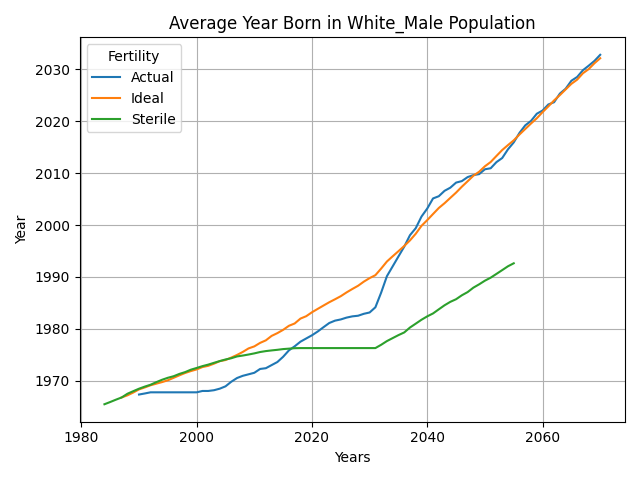 Average Year Born in White_Male Population
Fertility
Actual
Ideal
Sterile
Year
2030
2020
2010
2000
1990
1980
1970
1980 2000 2020 2040 2060
Years